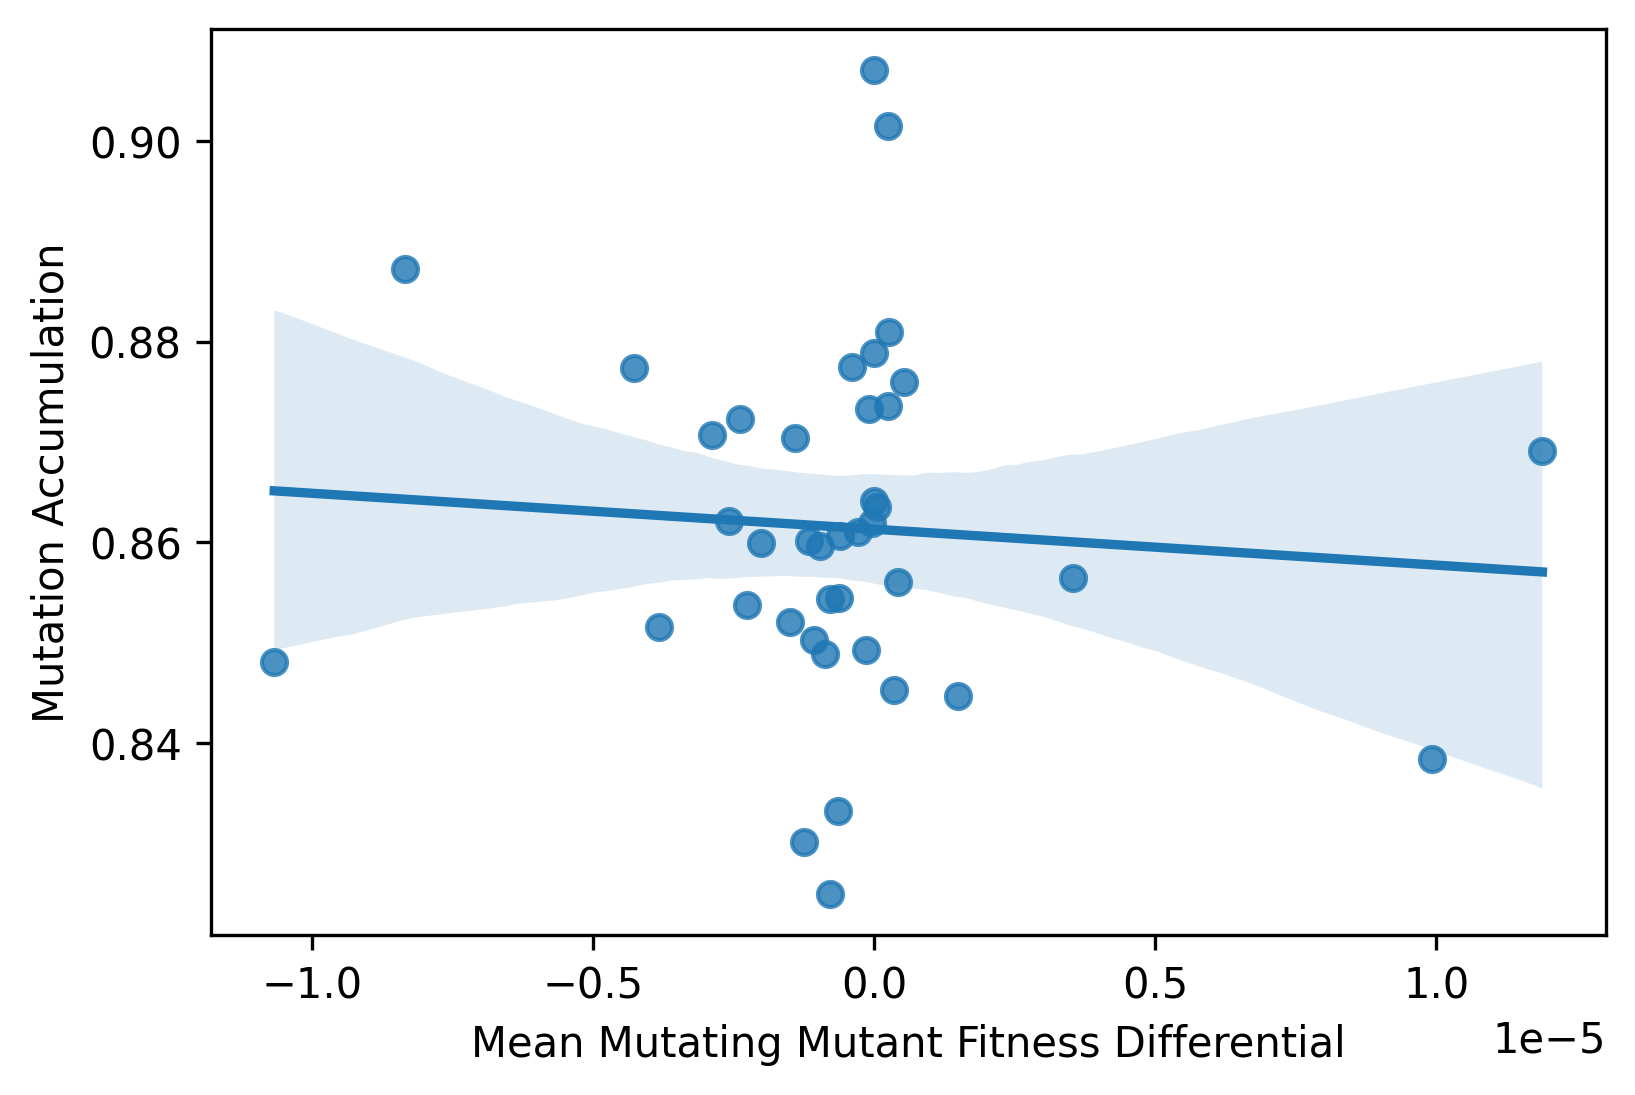 0.90
0.88
0.86
0.84
Mutation Accumulation
−1.0 −0.5 0.0 0.5 1.0
1e−5
Mean Mutating Mutant Fitness Differential